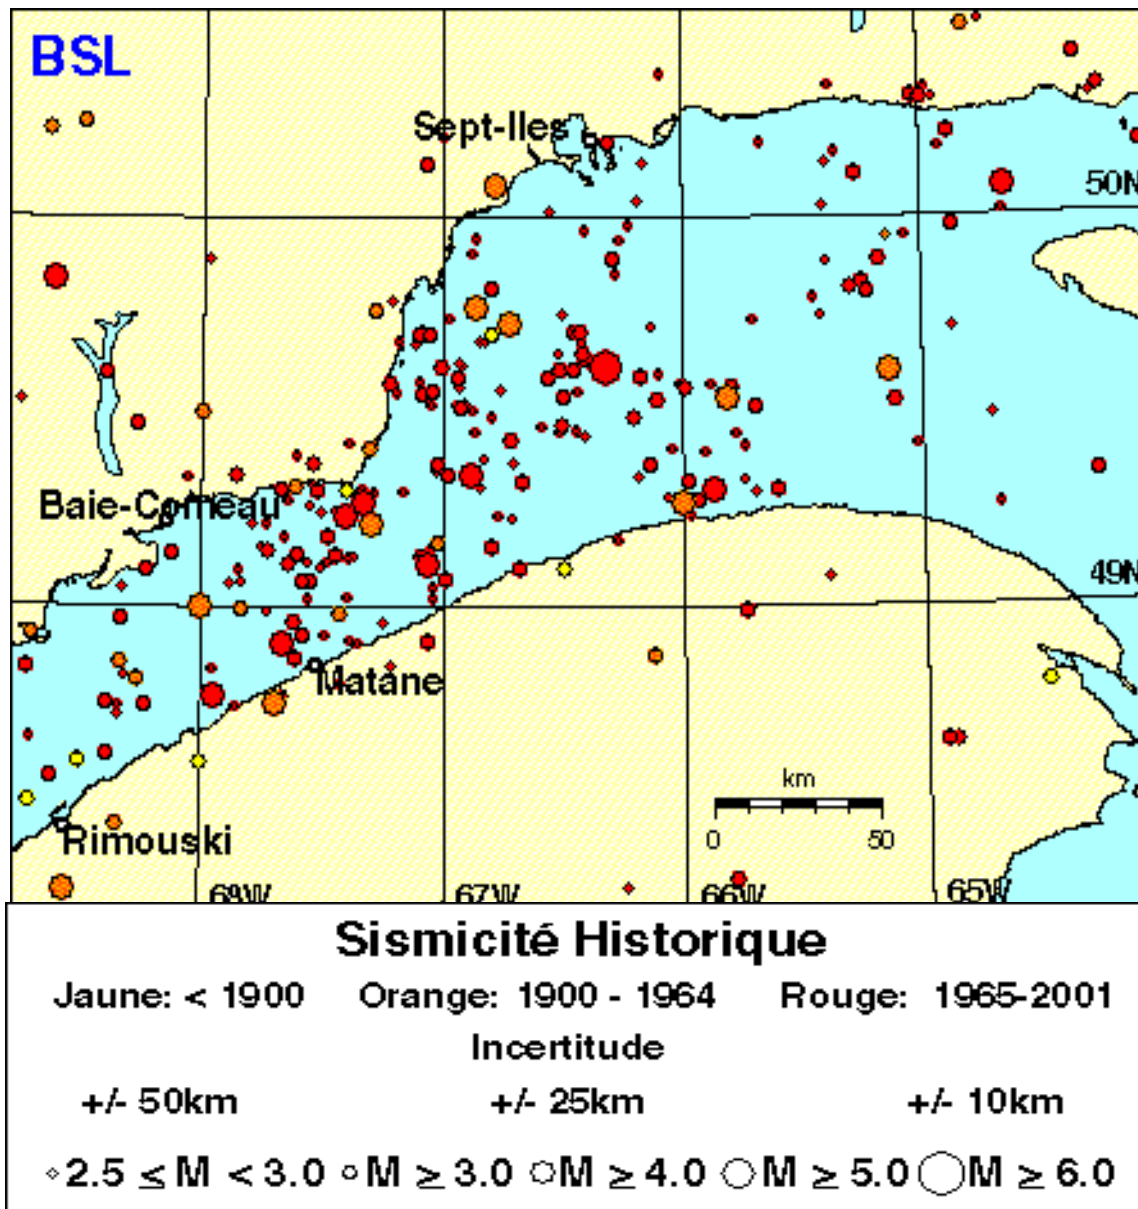 BSL
Sept-Iles
50N
Baie-Comeau
49N
Matane
km
0 50
Rimouski
68W 67W 66W 65W
Sismicité Historique
Jaune: < 1900 Orange: 1900 - 1964 Rouge: 1965-2001
Incertitude
+/- 50km +/- 25km +/- 10km
2.5 ≤ M < 3.0 M ≥ 3.0 M ≥ 4.0 M ≥ 5.0 M ≥ 6.0